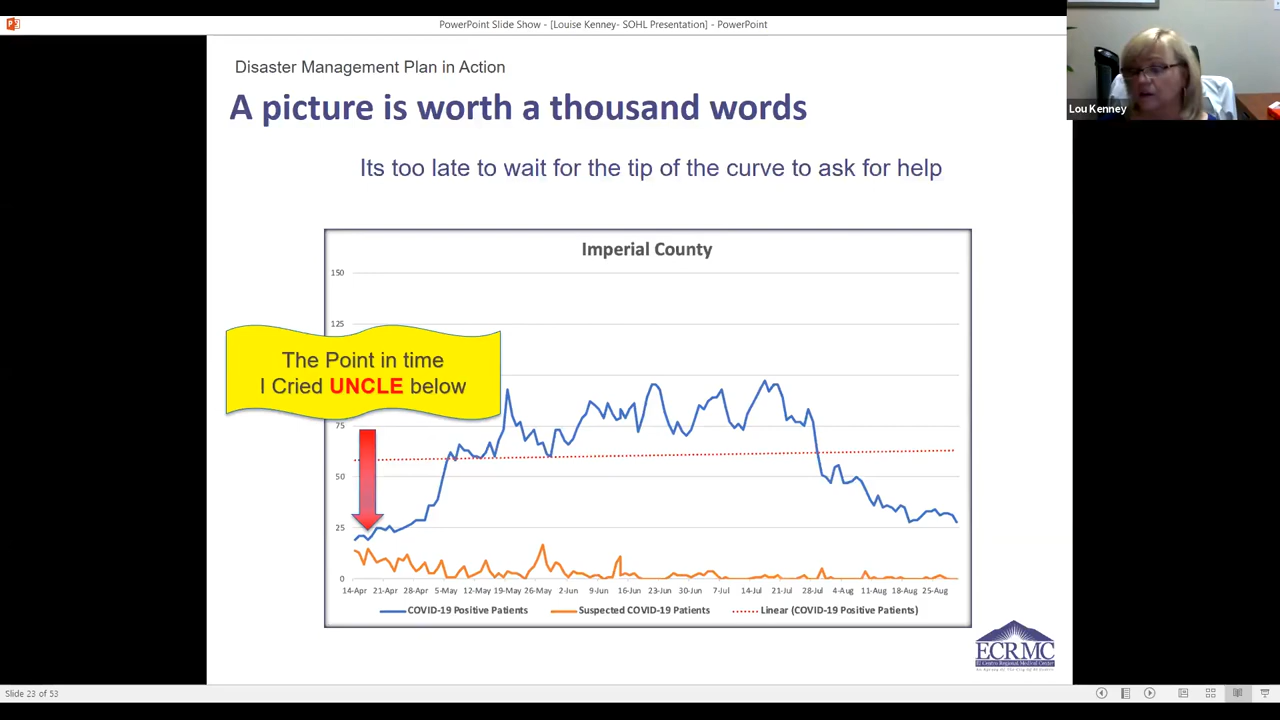 PowerPoint Slide Show - [Louise Kenney- SOHL Presentation] - PowerPoint
Lou Kenney
Disaster Management Plan in Action
A picture is worth a thousand words
Its too late to wait for the tip of the curve to ask for help
Imperial County
150
125
The Point in time
I Cried UNCLE below
75
50
25
0
14-Apr 21-Apr 28-Apr 5-May 12-May 19-May 26-May 2-Jun 9-Jun 16-Jun 23-Jun 30-Jun 7-Jul 14-Jul 21-Jul 28-Jul 4-Aug 11-Aug 18-Aug 25-Aug
COVID-19 Positive Patients Suspected COVID-19 Patients Linear (COVID-19 Positive Patients)
ECRMC
El Centro Regional Medical Center
Slide 23 of 53